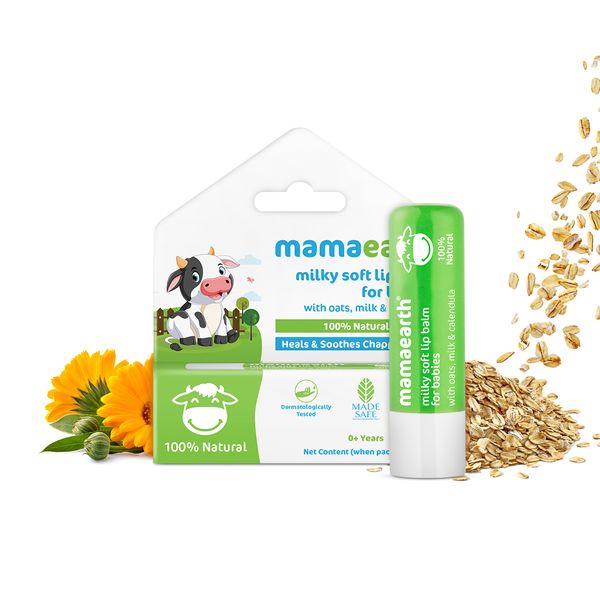 mamaea
milky soft lip
for
with oats, milk &
100% Natural
Heals & Soothes Chapp
Dermatologically
Tested
MADE
SAFE
100% Natural
0+ Years
Net Content (when pac
mamaearth®
milky soft lip balm
for babies
with oats, milk & calendula
100%
Natural